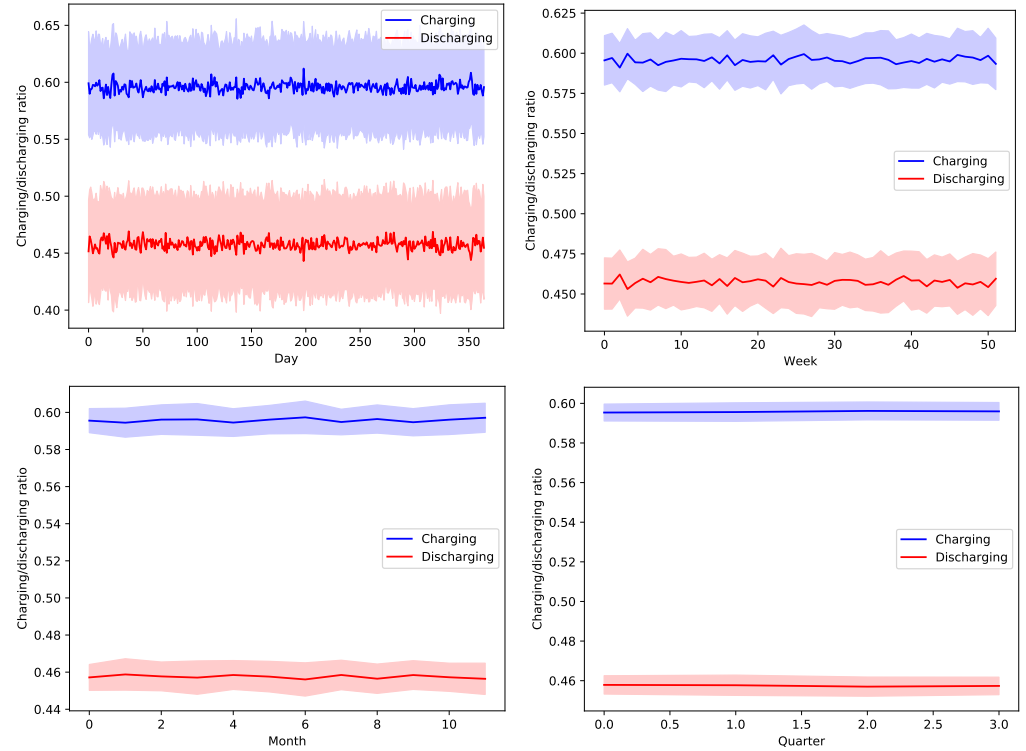 Charging/discharging ratio
0.65
0.60
0.55
0.50
0.45
0.40
Charging
Discharging
0 50 100 150 200 250 300 350
Day
Charging/discharging ratio
0.625
0.600
0.575
0.550
0.525
0.500
0.475
0.450
Charging
Discharging
0 10 20 30 40 50
Week
Charging/discharging ratio
0.60
0.58
0.56
0.54
0.52
0.50
0.48
0.46
0.44
Charging
Discharging
0 2 4 6 8 10
Month
Charging/discharging ratio
0.60
0.58
0.56
0.54
0.52
0.50
0.48
0.46
Charging
Discharging
0.0 0.5 1.0 1.5 2.0 2.5 3.0
Quarter